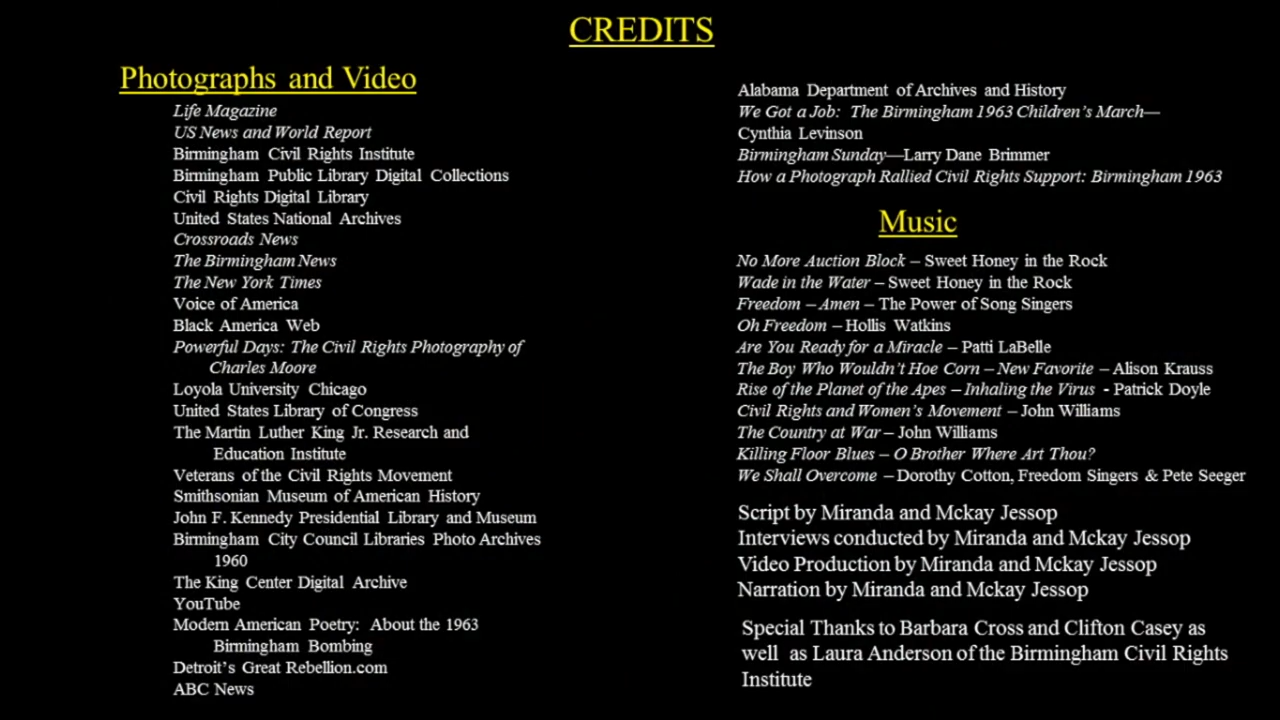 CREDITS
Photographs and Video
Life Magazine
US News and World Report
Birmingham Civil Rights Institute
Birmingham Public Library Digital Collections
Civil Rights Digital Library
United States National Archives
Crossroads News
The Birmingham News
The New York Times
Voice of America
Black America Web
Powerful Days: The Civil Rights Photography of
Charles Moore
Loyola University Chicago
United States Library of Congress
The Martin Luther King Jr. Research and
Education Institute
Veterans of the Civil Rights Movement
Smithsonian Museum of American History
John F. Kennedy Presidential Library and Museum
Birmingham City Council Libraries Photo Archives
1960
The King Center Digital Archive
YouTube
Modern American Poetry: About the 1963
Birmingham Bombing
Detroit's Great Rebellion.com
ABC News
Alabama Department of Archives and History
We Got a Job: The Birmingham 1963 Children's March—
Cynthia Levinson
Birmingham Sunday—Larry Dane Brimmer
How a Photograph Rallied Civil Rights Support: Birmingham 1963
Music
No More Auction Block – Sweet Honey in the Rock
Wade in the Water – Sweet Honey in the Rock
Freedom – Amen – The Power of Song Singers
Oh Freedom – Hollis Watkins
Are You Ready for a Miracle – Patti LaBelle
The Boy Who Wouldn't Hoe Corn – New Favorite – Alison Krauss
Rise of the Planet of the Apes – Inhaling the Virus - Patrick Doyle
Civil Rights and Women's Movement – John Williams
The Country at War – John Williams
Killing Floor Blues – O Brother Where Art Thou?
We Shall Overcome – Dorothy Cotton, Freedom Singers & Pete Seeger
Script by Miranda and Mckay Jessop
Interviews conducted by Miranda and Mckay Jessop
Video Production by Miranda and Mckay Jessop
Narration by Miranda and Mckay Jessop
Special Thanks to Barbara Cross and Clifton Casey as
well as Laura Anderson of the Birmingham Civil Rights
Institute